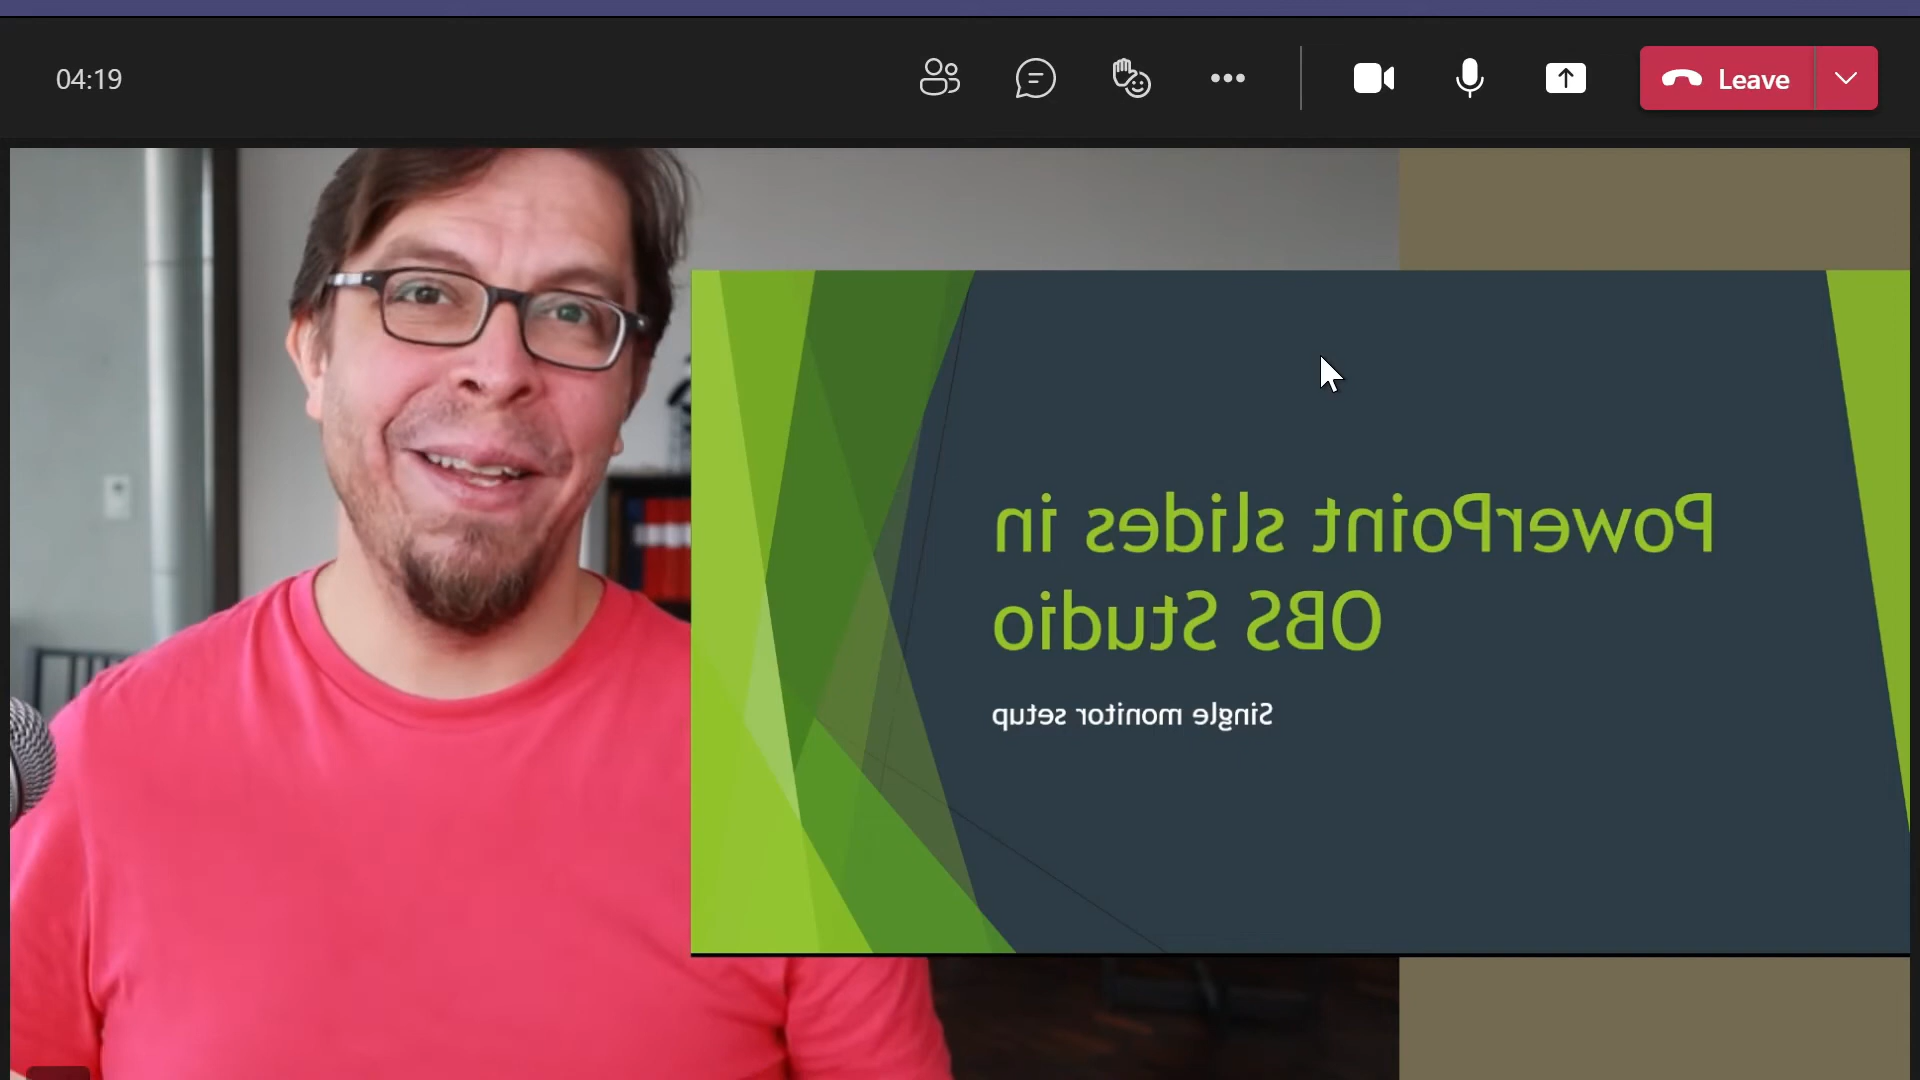 04:19
Leave
PowerPoint slides in
OBS Studio
Single monitor setup